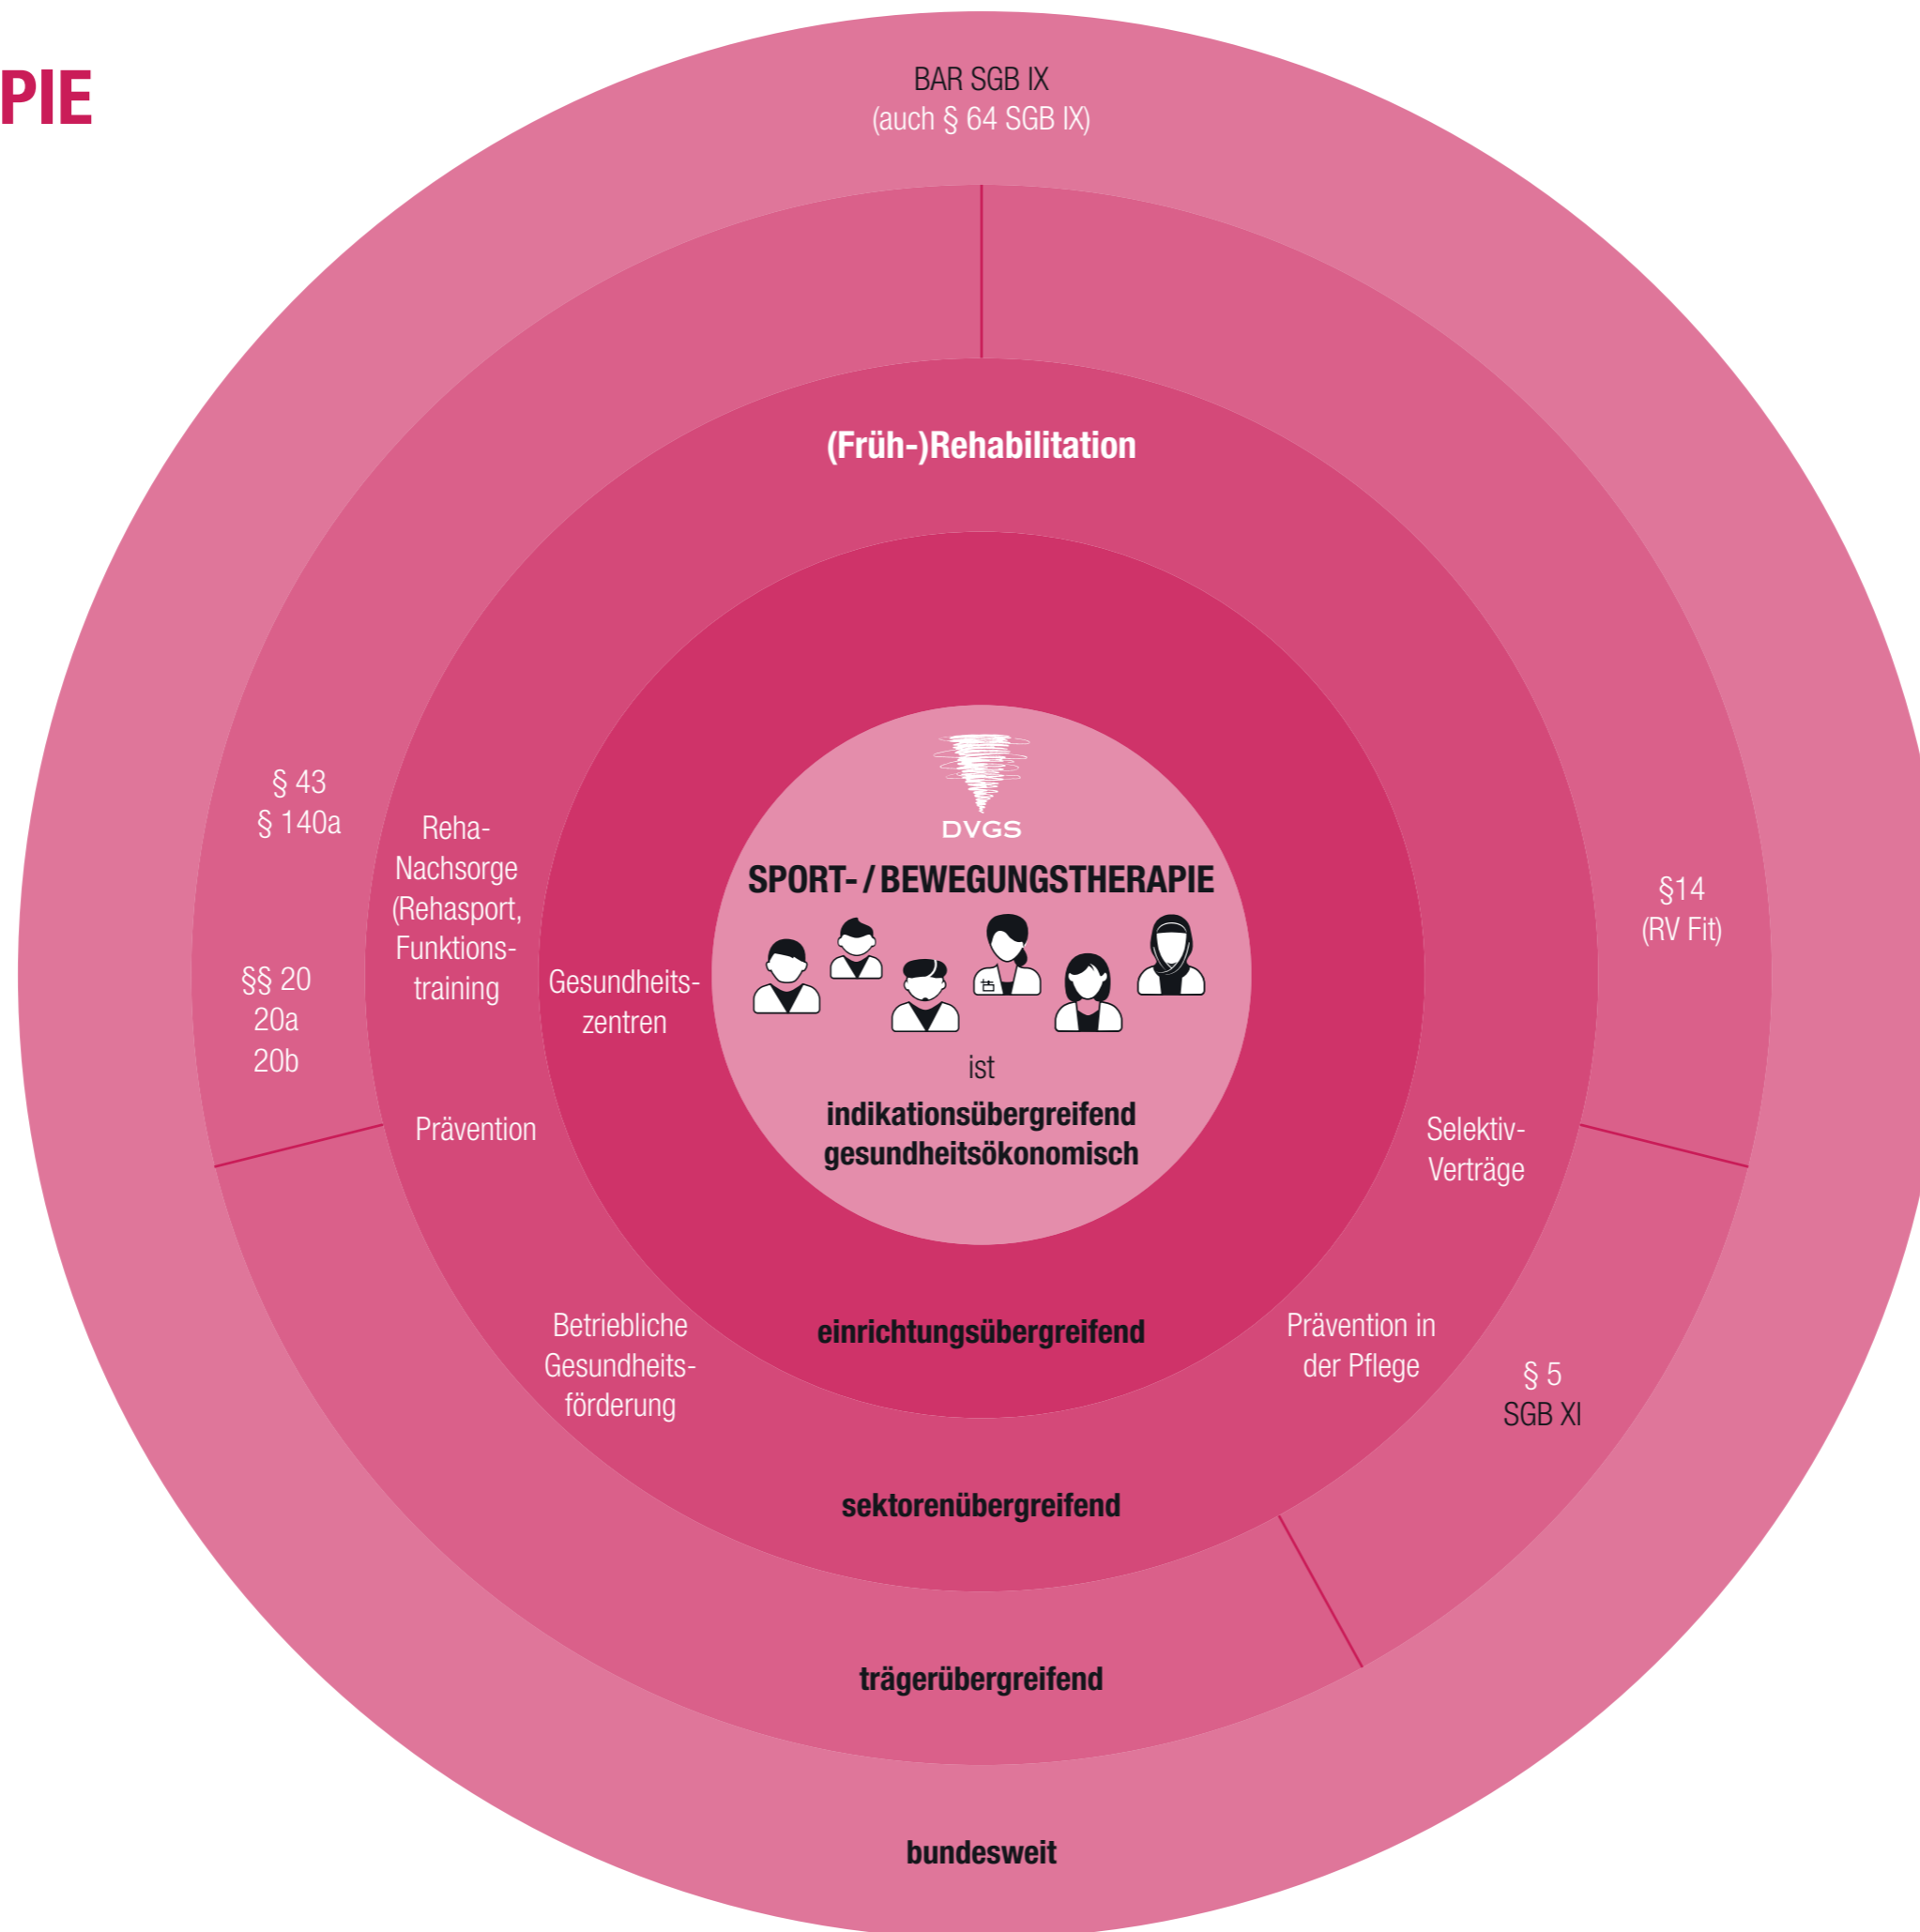 PIE
BAR SGB IX
(auch § 64 SGB IX)
(Früh-)Rehabilitation
§ 43
§ 140a
§§ 20
20a
20b
Reha-
Nachsorge
(Rehasport,
Funktions-
training
Prävention
Gesundheits-
zentren
DVGS
SPORT- / BEWEGUNGSTHERAPIE
ist
indikationsübergreifend
gesundheitsökonomisch
§14
(RV Fit)
Selektiv-
Verträge
Betriebliche
Gesundheits-
förderung
einrichtungsübergreifend
Prävention in
der Pflege
§ 5
SGB XI
sektorenübergreifend
trägerübergreifend
bundesweit